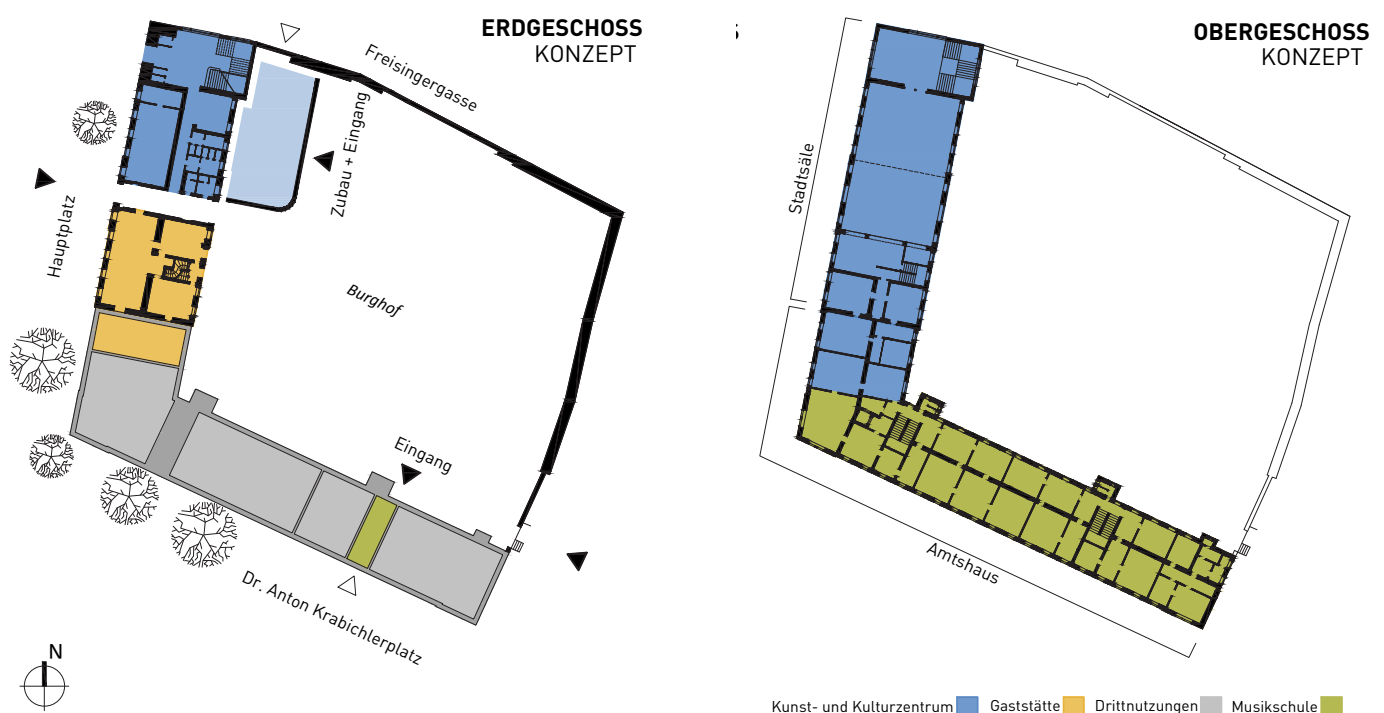 ERDGESCHOSS
KONZEPT
Freisingergasse
Zubau + Eingang
Hauptplatz
Burghof
Eingang
Dr. Anton Krabichlerplatz
N
OBERGESCHOSS
KONZEPT
Stadtsäle
Amtshaus
Kunst- und Kulturzentrum Gaststätte Drittnutzungen Musikschule